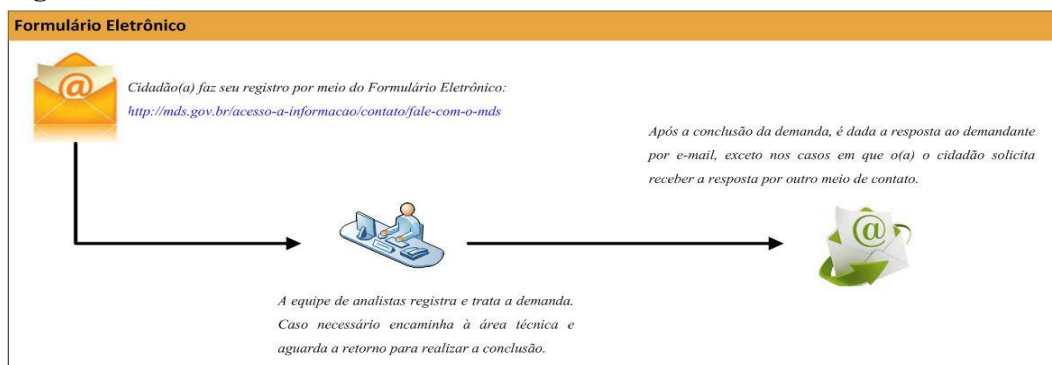 Formulário Eletrônico
Cidadão(a) faz seu registro por meio do Formulário Eletrônico:
http://mds.gov.br/acesso-a-informacao/contato/fale-com-o-mds
Após a conclusão da demanda, é dada a resposta ao demandante
por e-mail, exceto nos casos em que o(a) o cidadão solicita
receber a resposta por outro meio de contato.
A equipe de analistas registra e trata a demanda.
Caso necessário encaminha à área técnica e
aguarda a retorno para realizar a conclusão.